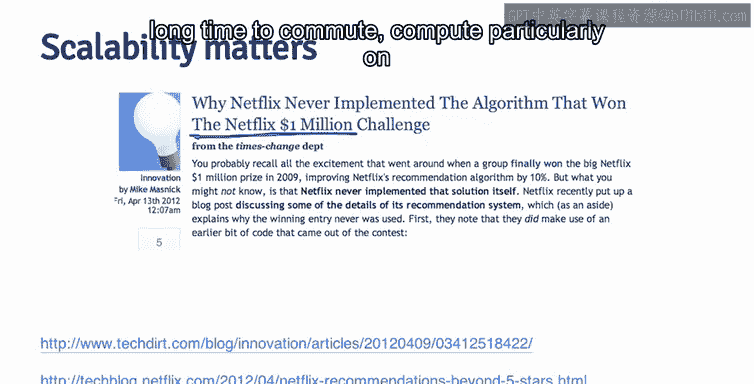 long time to commute, compute particularly
on
Scalability matters
Why Netflix Never Implemented The Algorithm That Won
The Netflix $1 Million Challenge
from the times-change dept
Innovation
by Mike Masnick
Fri, Apr 13th 2012
12:07am
5
You probably recall all the excitement that went around when a group finally won the big Netflix
$1 million prize in 2009, improving Netflix's recommendation algorithm by 10%. But what you
might not know, is that Netflix never implemented that solution itself. Netflix recently put up a
blog post discussing some of the details of its recommendation system, which (as an aside)
explains why the winning entry never was used. First, they note that they did make use of an
earlier bit of code that came out of the contest:
http://www.techdirt.com/blog/innovation/articles/20120409/03412518422/
http://techblog.netflix.com/2012/04/netflix-recommendations-beyond-5-stars.html